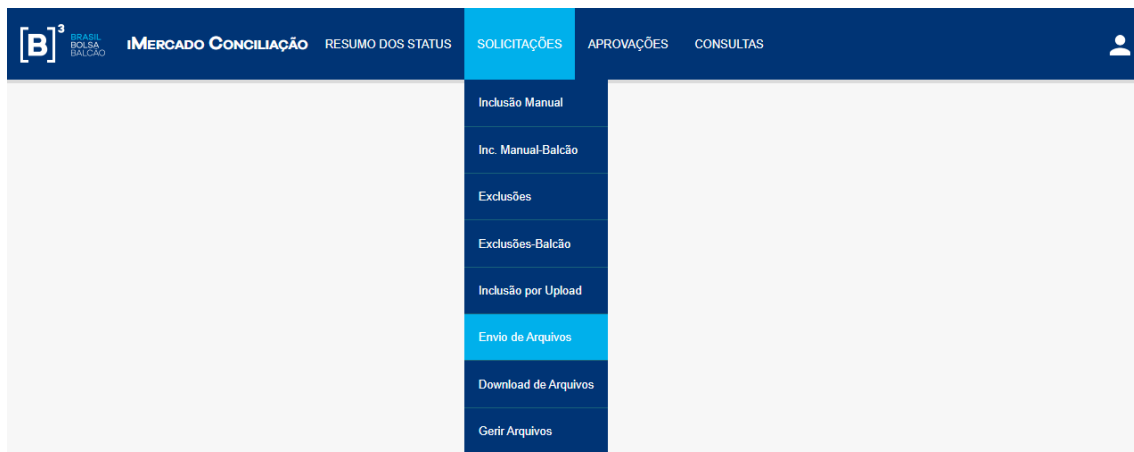 [B]³ BRASIL
BOLSA
BALCÃO
IMERCADO CONCILIAÇÃO RESUMO DOS STATUS SOLICITAÇÕES APROVAÇÕES CONSULTAS
Inclusão Manual
Inc. Manual-Balcão
Exclusões
Exclusões-Balcão
Inclusão por Upload
Envio de Arquivos
Download de Arquivos
Gerir Arquivos